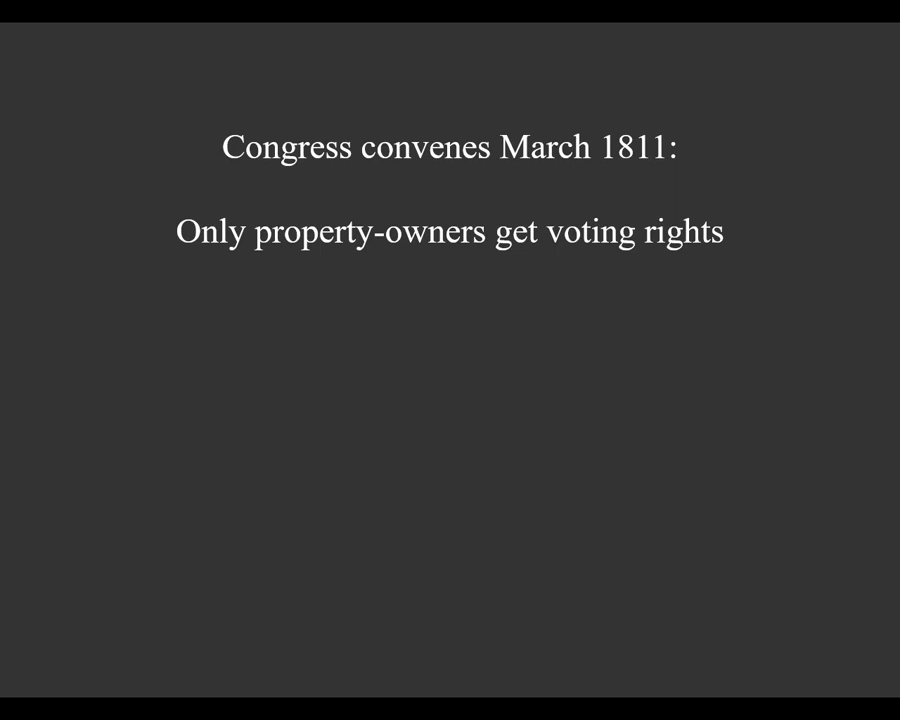 Congress convenes March 1811:
Only property-owners get voting rights